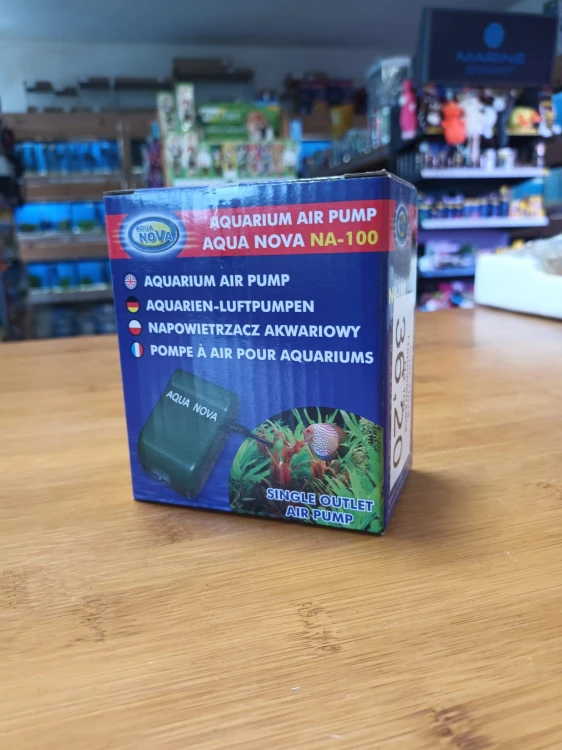 MARINE
AQUA
NOVA
AQUARIUM AIR PUMP
AQUA NOVA NA-100
AQUARIUM AIR PUMP
AQUARIEN-LUFTPUMPEN
NAPOWIETRZACZ AKWARIOWY
POMPE À AIR POUR AQUARIUMS
AQUA NOVA
SINGLE OUTLET
AIR PUMP
36.20